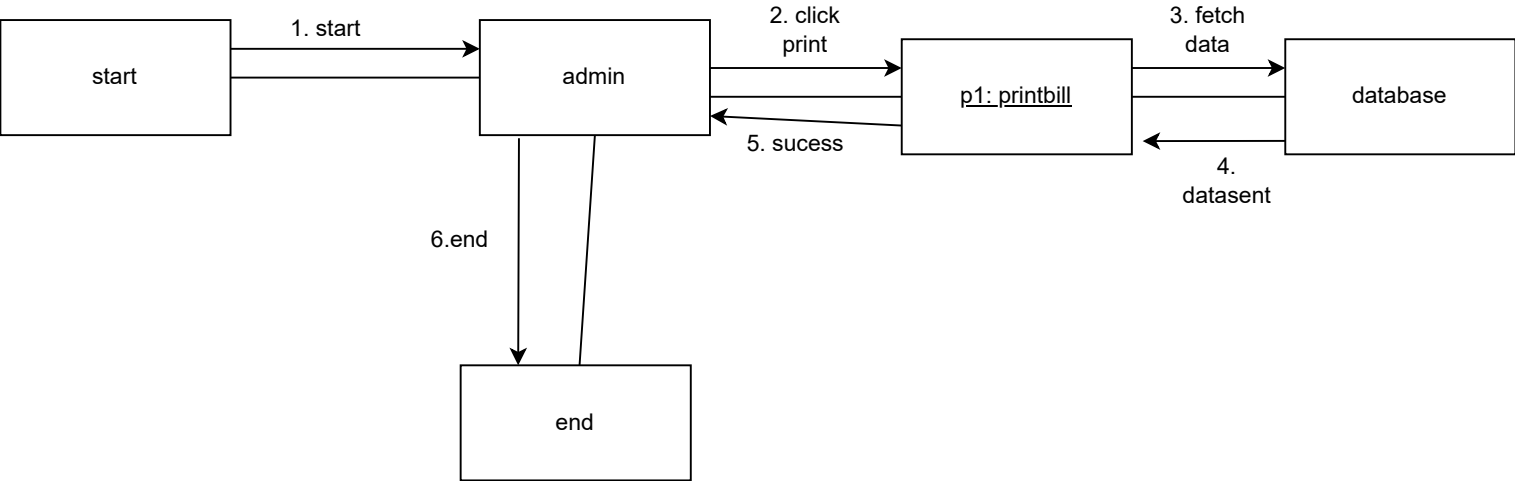 start
1. start
admin
2. click
print
p1: printbill
3. fetch
data
database
5. sucess
4.
datasent
6.end
end